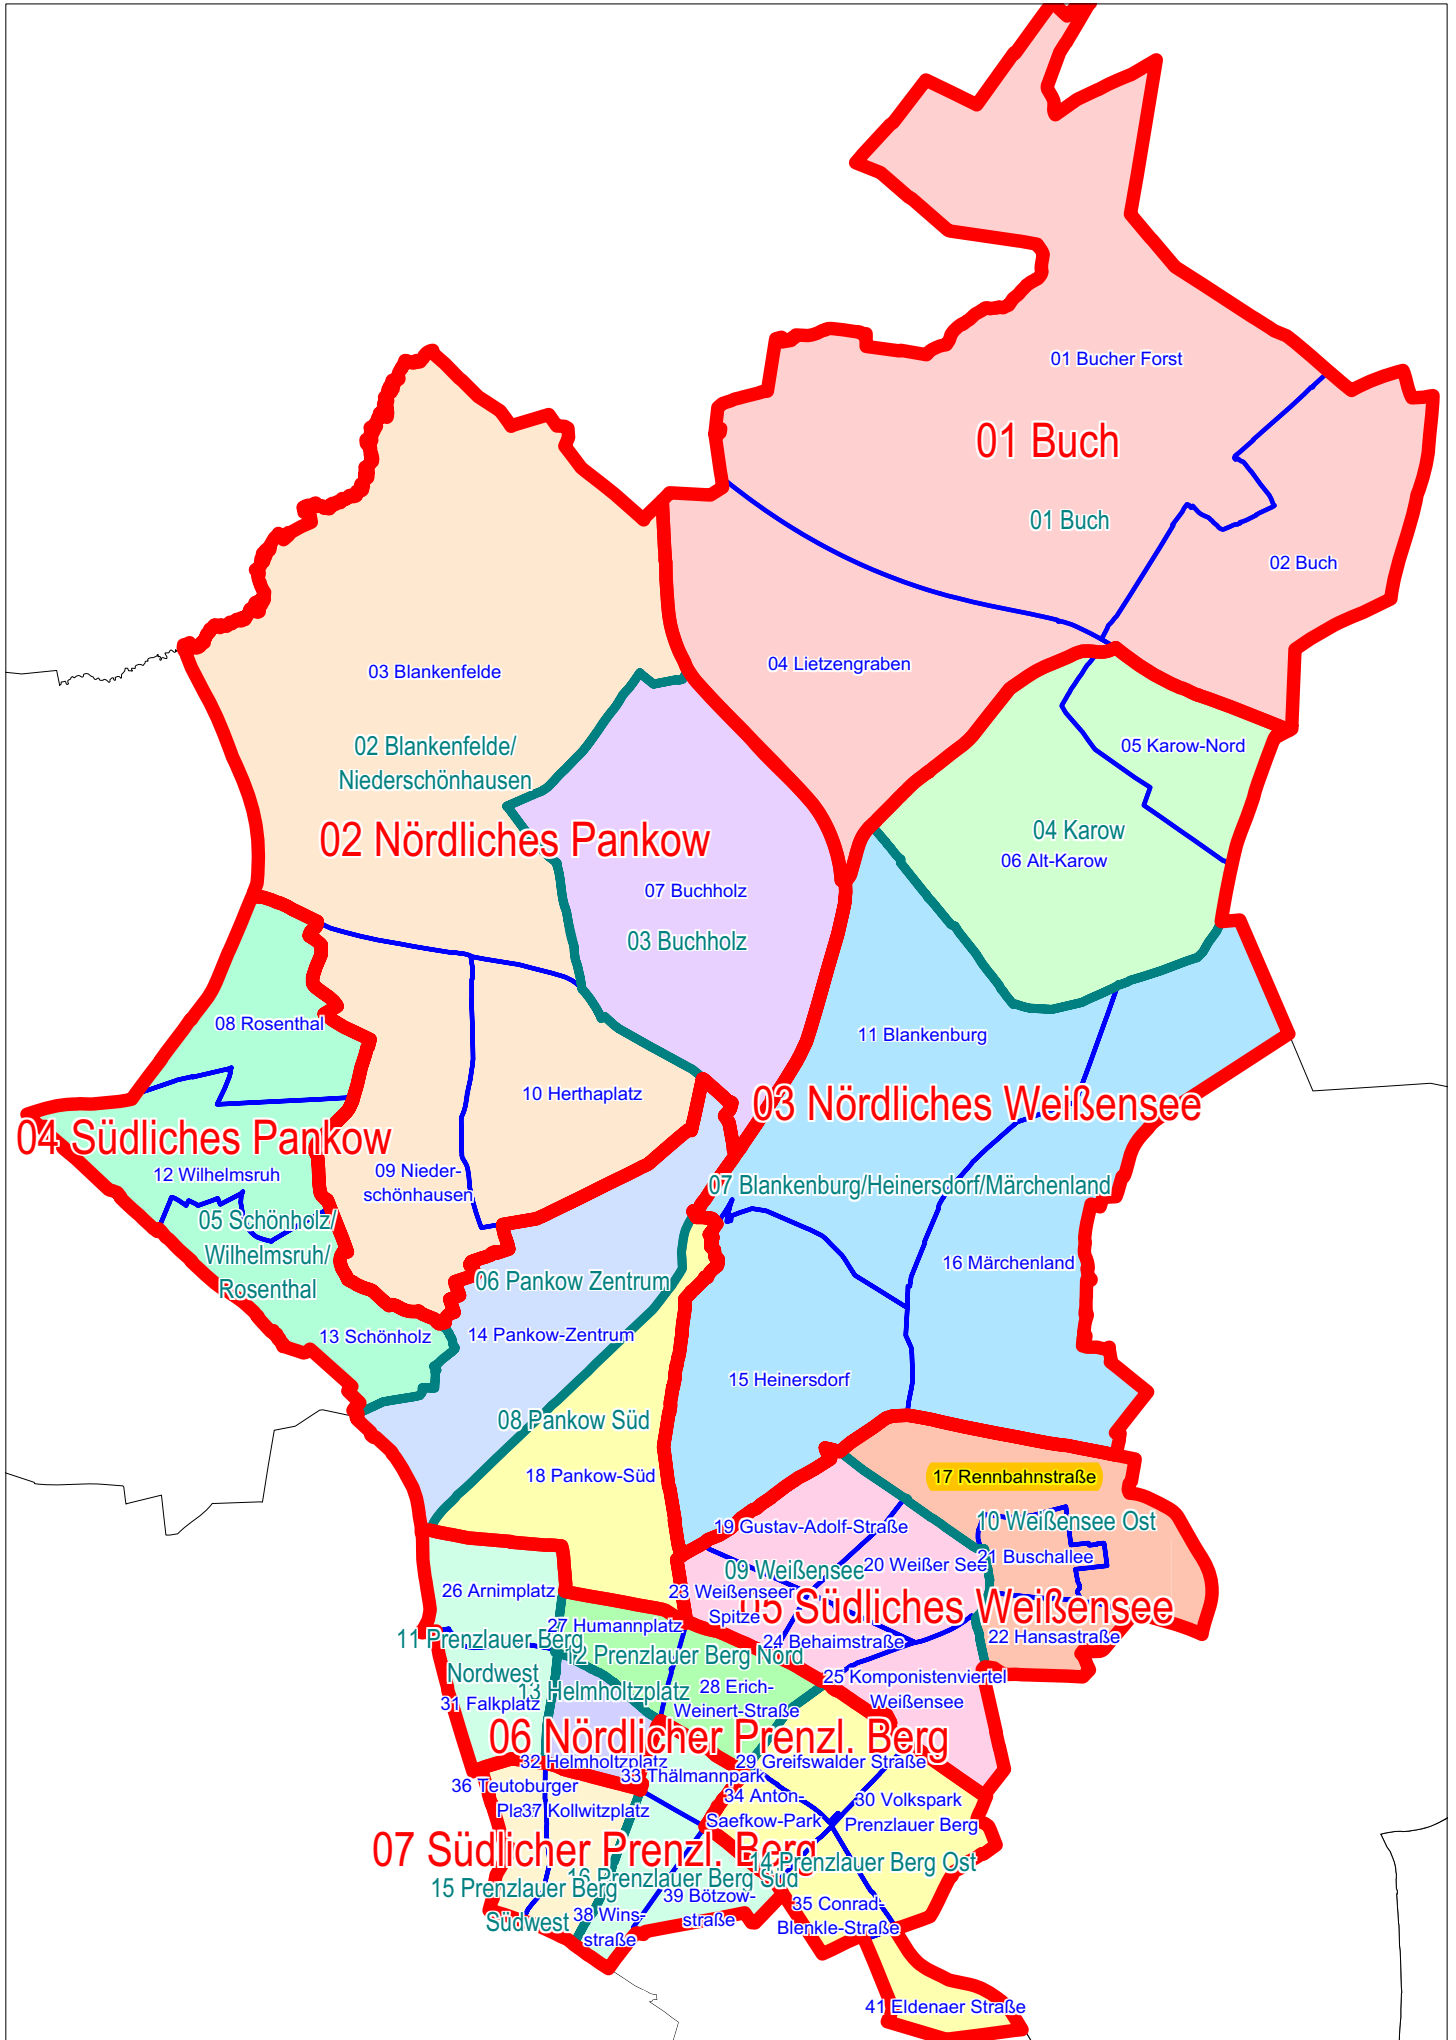 01 Bucher Forst
01 Buch
01 Buch
02 Buch
04 Lietzengraben
03 Blankenfelde
02 Blankenfelde/
Niederschönhausen
02 Nördliches Pankow
05 Karow-Nord
04 Karow
06 Alt-Karow
07 Buchholz
03 Buchholz
08 Rosenthal
11 Blankenburg
10 Herthaplatz
03 Nördliches Weißensee
04 Südliches Pankow
12 Wilhelmsruh
09 Nieder-
schönhausen
07 Blankenburg/Heinersdorf/Märchenland
05 Schönholz/
Wilhelmsruh/
Rosenthal
16 Märchenland
06 Pankow Zentrum
13 Schönholz
14 Pankow-Zentrum
15 Heinersdorf
08 Pankow Süd
18 Pankow-Süd
17 Rennbahnstraße
19 Gustav-Adolf-Straße
10 Weißensee Ost
20 Weißer See
21 Buschallee
09 Weißensee
23 Weißenseer
Spitze
05 Südliches Weißensee
26 Arnimplatz
27 Humannplatz
24 Behaimstraße
22 Hansastraße
11 Prenzlauer Berg
Nordwest
12 Prenzlauer Berg Nord
13 Helmholtzplatz
25 Komponistenviertel
Weißensee
28 Erich-
Weinert-Straße
31 Falkplatz
06 Nördlicher Prenzl. Berg
32 Helmholtzplatz
29 Greifswalder Straße
33 Thälmannpark
36 Teutoburger
Platz
37 Kollwitzplatz
34 Anton-
Saefkow-Park
30 Volkspark
Prenzlauer Berg
07 Südlicher Prenzl. Berg
14 Prenzlauer Berg Ost
16 Prenzlauer Berg Süd
15 Prenzlauer Berg
Südwest
39 Bötzow-
straße
38 Wins-
straße
35 Conrad-
Blenkle-Straße
41 Eldenaer Straße